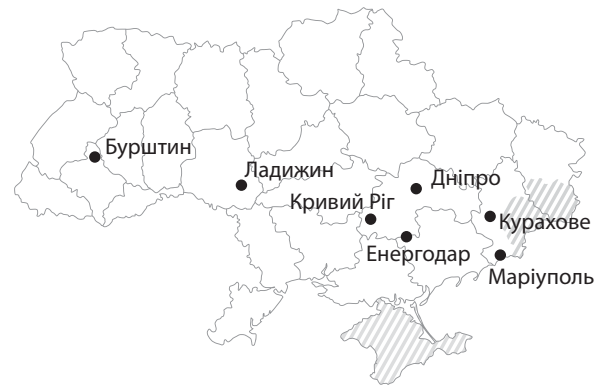 Бурштин
Ладижин
Дніпро
Кривий Ріг
Курахове
Енергодар
Маріуполь